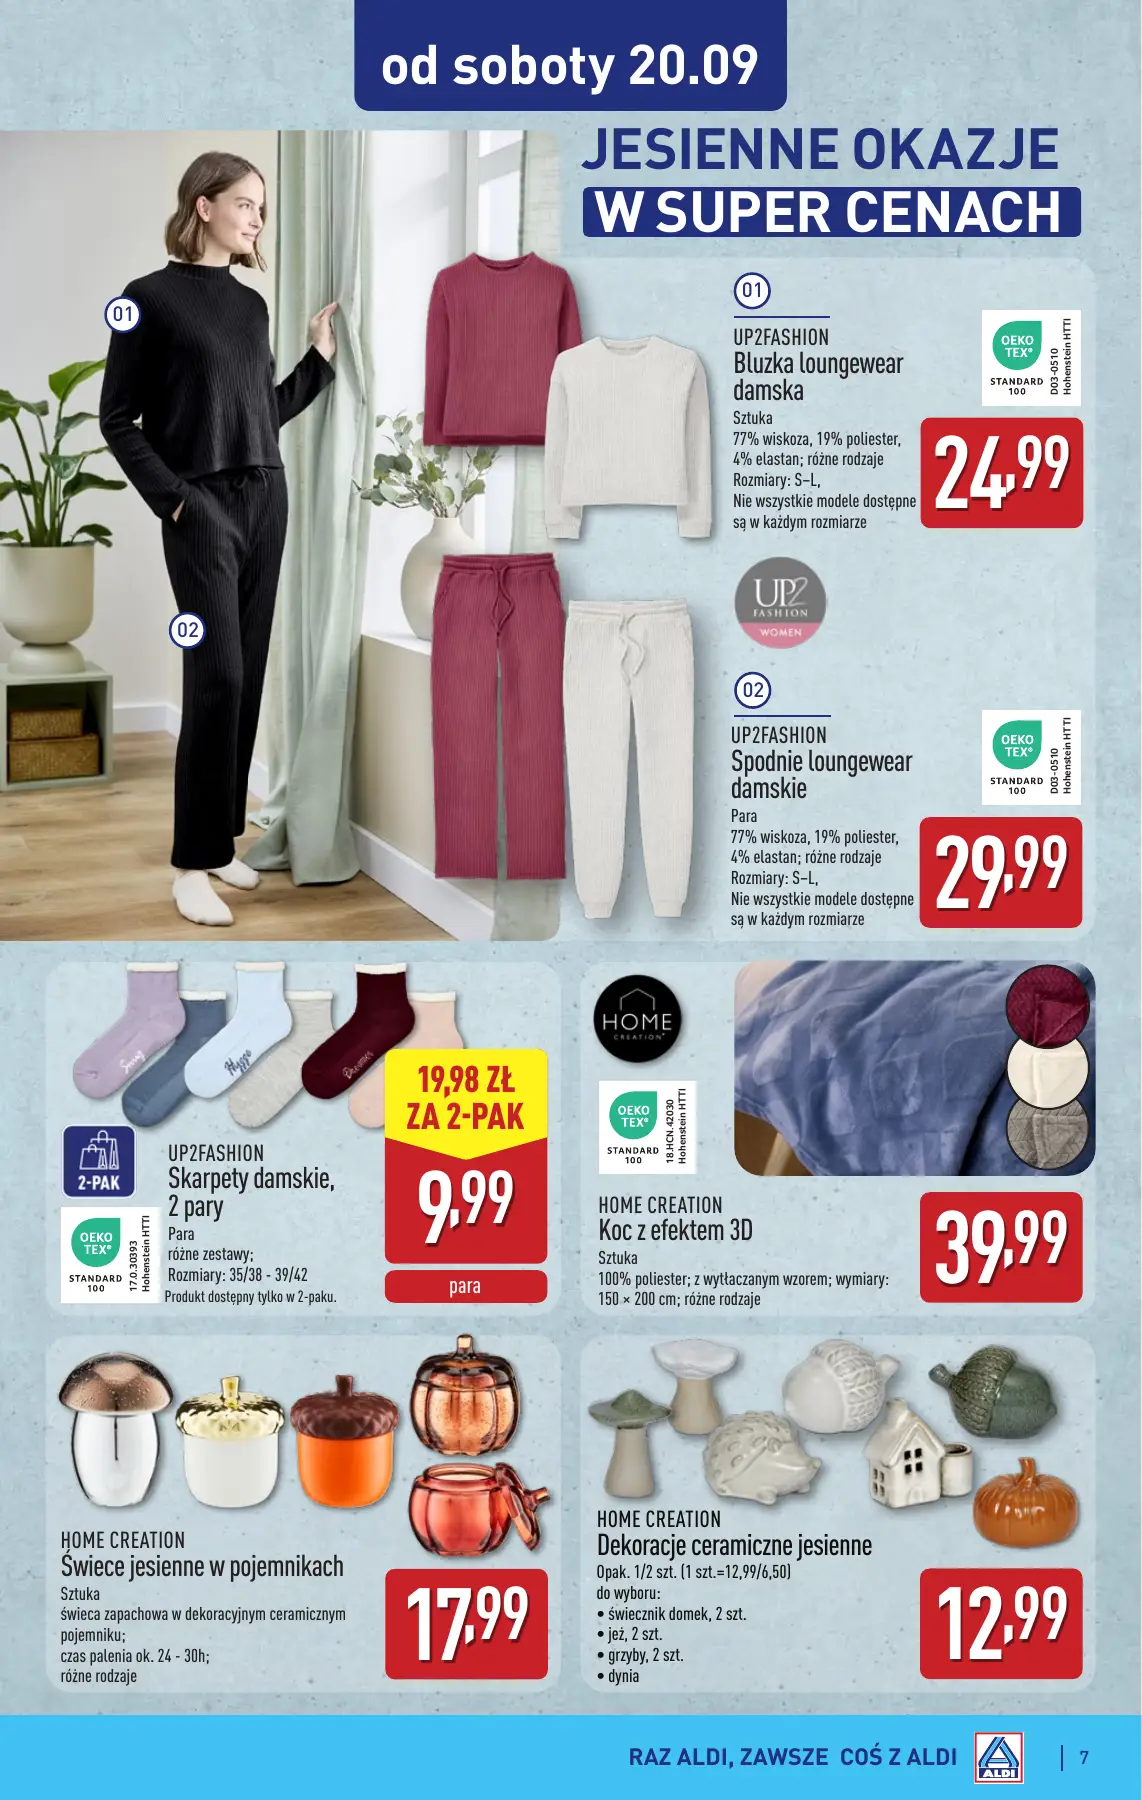 od soboty 20.09
JESIENNE OKAZJE
W SUPER CENACH
01
02
01
UP2FASHION
Bluzka loungewear
damska
Sztuka
77% wiskoza, 19% poliester,
4% elastan; różne rodzaje
Rozmiary: S–L,
Nie wszystkie modele dostępne
są w każdym rozmiarze
OEKO
TEX®
STANDARD
100
D03-0510
Hohenstein HTTI
24,99
UP2
FASHION
WOMEN
02
UP2FASHION
Spodnie loungewear
damskie
Para
77% wiskoza, 19% poliester,
4% elastan; różne rodzaje
Rozmiary: S–L,
Nie wszystkie modele dostępne
są w każdym rozmiarze
OEKO
TEX®
STANDARD
100
D03-0510
Hohenstein HTTI
29,99
Hygge
Dreamer
2-PAK
OEKO
TEX®
STANDARD
100
17.0.30393
Hohenstein HTTI
UP2FASHION
Skarpety damskie,
2 pary
Para
różne zestawy;
Rozmiary: 35/38 - 39/42
Produkt dostępny tylko w 2-paku.
19,98 ZŁ
ZA 2-PAK
9,99
para
HOME
CREATION®
OEKO
TEX®
STANDARD
100
18.HCN.42030
Hohenstein HTTI
HOME CREATION
Koc z efektem 3D
Sztuka
100% poliester; z wytłaczanym wzorem; wymiary:
150 × 200 cm; różne rodzaje
39,99
HOME CREATION
Świece jesienne w pojemnikach
Sztuka
świeca zapachowa w dekoracyjnym ceramicznym
pojemniku;
czas palenia ok. 24 - 30h;
różne rodzaje
17,99
HOME CREATION
Dekoracje ceramiczne jesienne
Opak. 1/2 szt. (1 szt.=12,99/6,50)
do wyboru:
• świecznik domek, 2 szt.
• jeż, 2 szt.
• grzyby, 2 szt.
• dynia
12,99
RAZ ALDI, ZAWSZE COŚ Z ALDI
ALDI
7